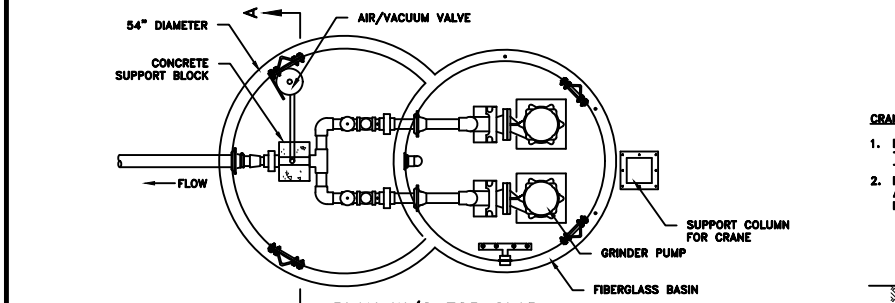 A
AIR/VACUUM VALVE
54" DIAMETER
CONCRETE
SUPPORT BLOCK
FLOW
SUPPORT COLUMN
FOR CRANE
GRINDER PUMP
FIBERGLASS BASIN
1.
2.